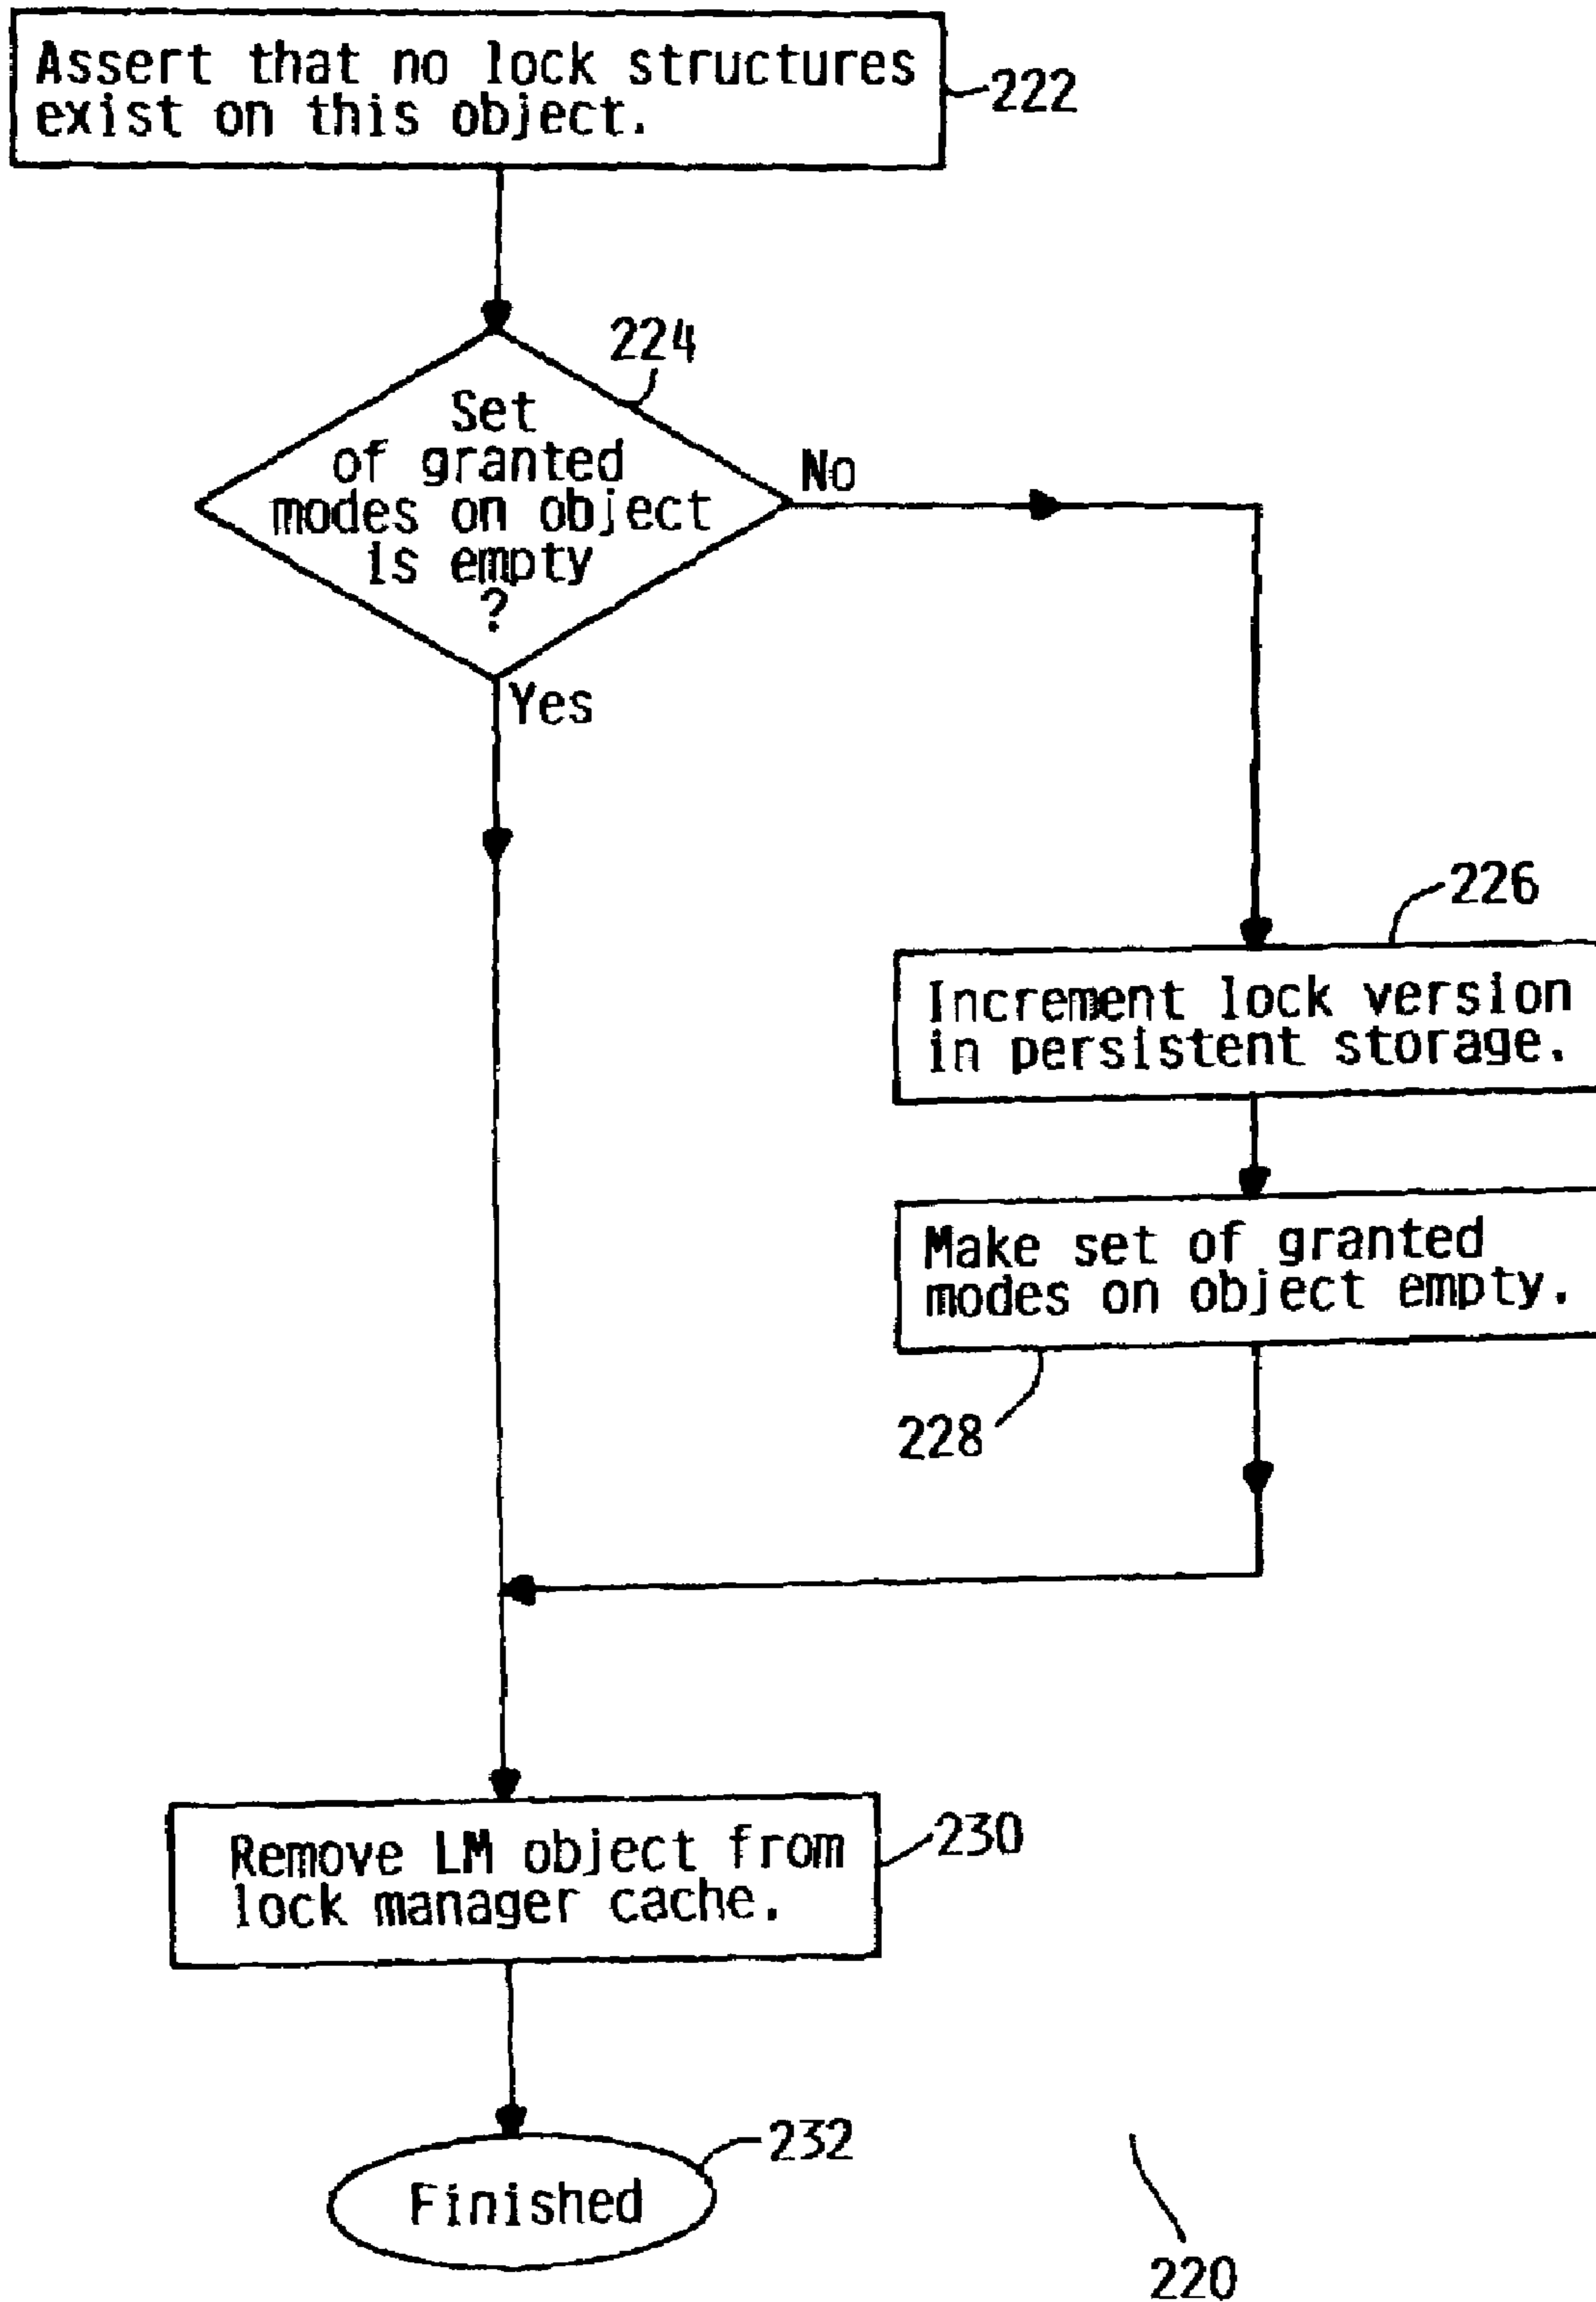 Assert that no lock structures
exist on this object.
222
224
Set
of granted
modes on object
is empty
?
No
Yes
226
Increment lock version
in persistent storage.
Make set of granted
modes on object empty.
228
Remove LM object from
lock manager cache.
230
Finished
232
220